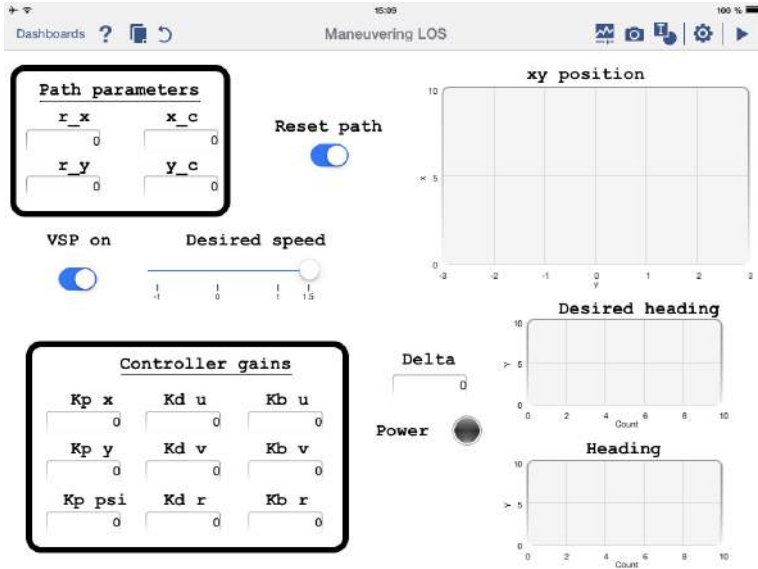 15:09
100 %
Dashboards ?
Maneuvering LOS
Path parameters
r_x x_c
0 0
r_y y_c
0 0
Reset path
xy position
10
x 5
0
-3 -2 -1 0 1 2 3
y
VSP on
Desired speed
-1 0 1 1.5
Controller gains
Kp x Kd u Kb u
0 0 0
Kp y Kd v Kb v
0 0 0
Kp psi Kd r Kb r
0 0 0
Delta
0
Power
Desired heading
10
Y 5
0
0 2 4 6 8 10
Count
Heading
10
Y 5
0
0 2 4 6 8 10
Count